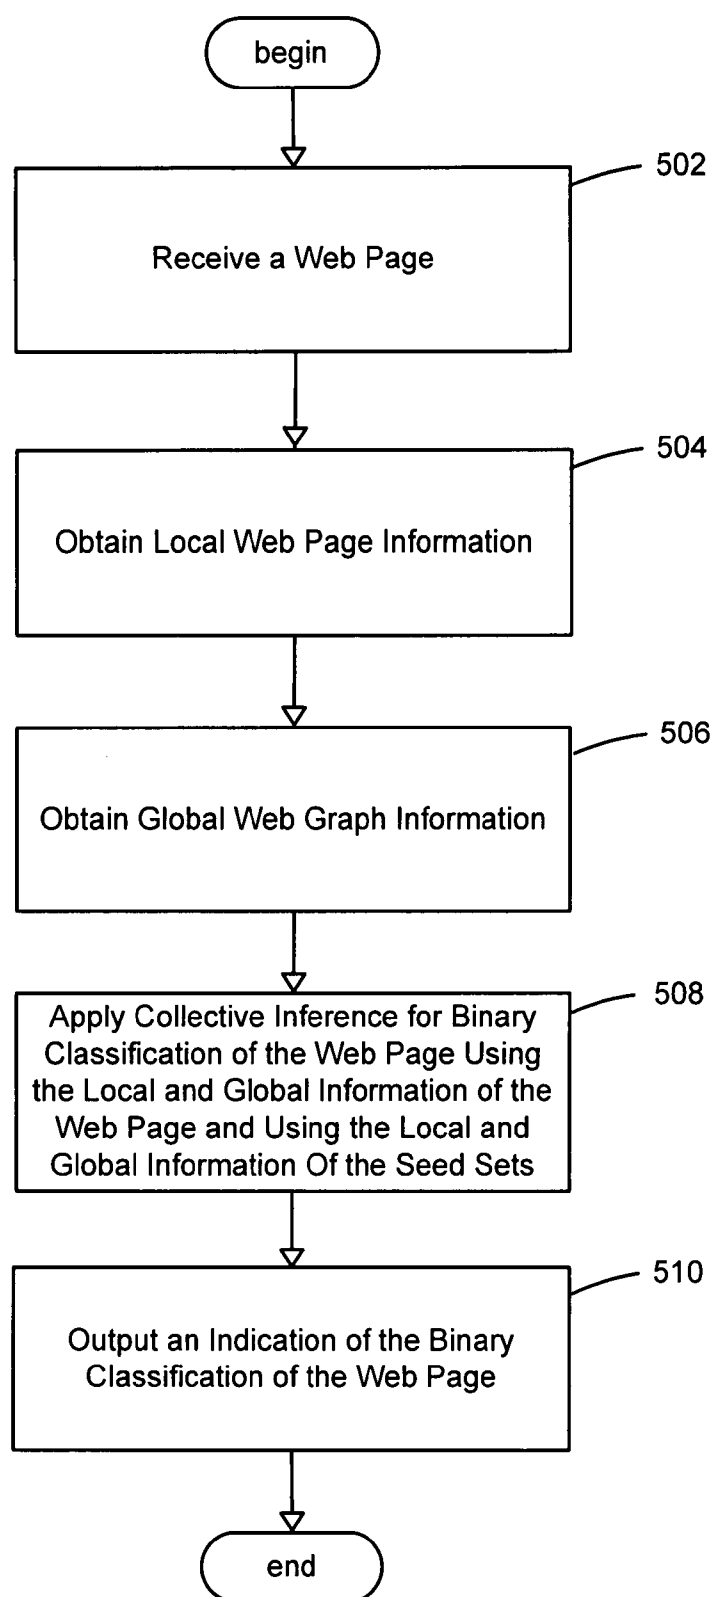 begin
502
Receive a Web Page
504
Obtain Local Web Page Information
506
Obtain Global Web Graph Information
508
Apply Collective Inference for Binary
Classification of the Web Page Using
the Local and Global Information of the
Web Page and Using the Local and
Global Information Of the Seed Sets
510
Output an Indication of the Binary
Classification of the Web Page
end